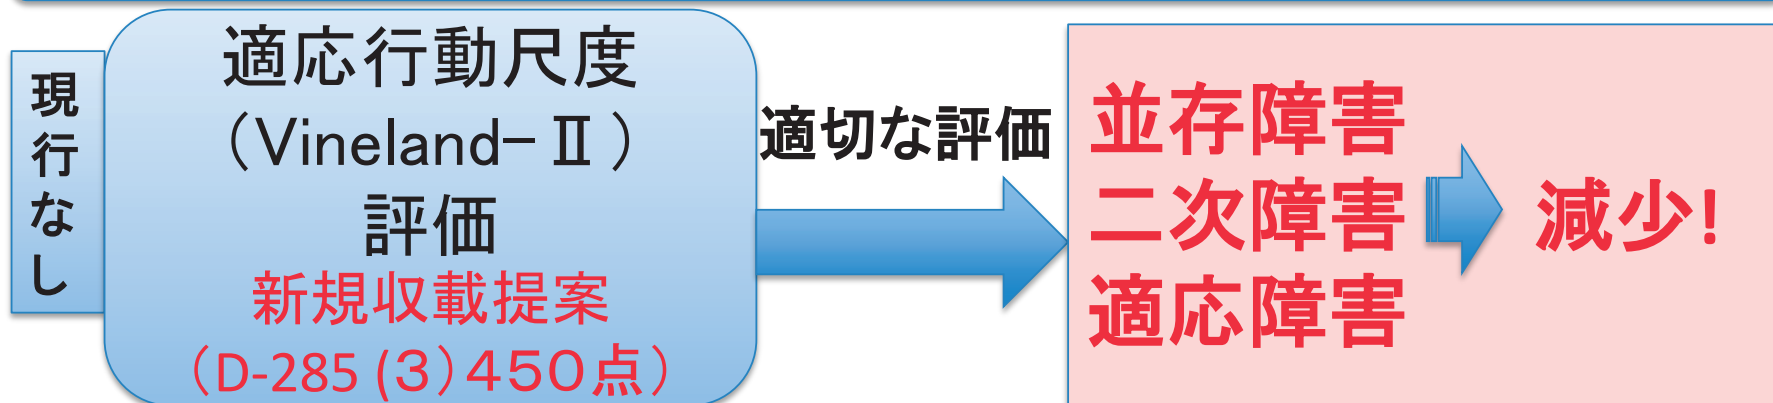 現行なし
適応行動尺度
（Vineland-Ⅱ）
評価
新規収載提案
（D-285 (３)４５０点）
適切な評価
並存障害
二次障害
適応障害
減少!